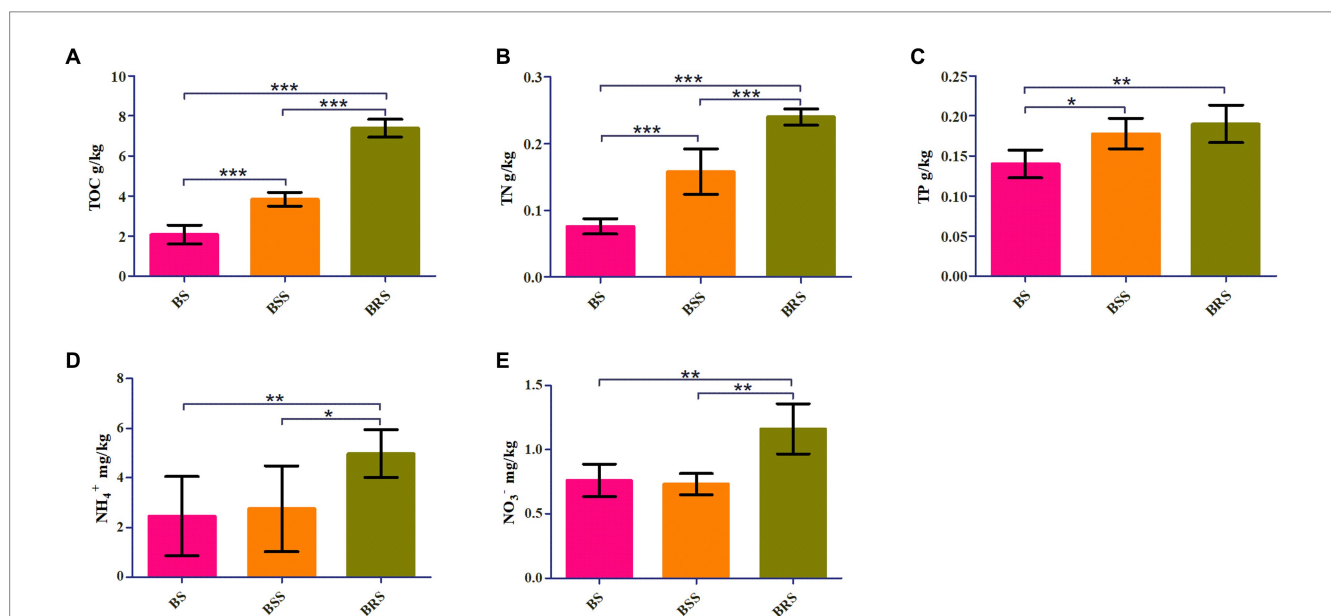 A
TOC g/kg
10
8
6
4
2
0
***
***
***
BS
BSS
BRS
B
TN g/kg
0.3
0.2
0.1
0.0
***
***
***
BS
BSS
BRS
C
TP g/kg
0.25
0.20
0.15
0.10
0.05
0.00
**
*
BS
BSS
BRS
D
NH₄⁺ mg/kg
8
6
4
2
0
**
*
BS
BSS
BRS
E
NO₃⁻ mg/kg
1.5
1.0
0.5
0.0
**
**
BS
BSS
BRS